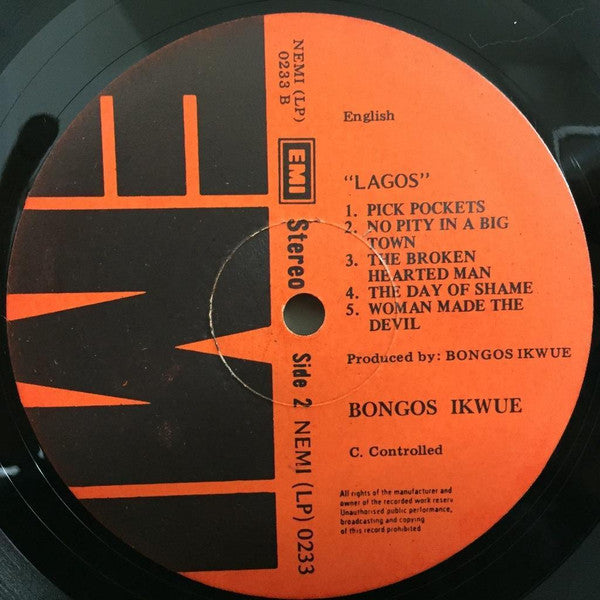 NEMI (LP)
0233 B
EMI
Stereo
Side 2
NEMI (LP) 0233
English
"LAGOS"
1. PICK POCKETS
2. NO PITY IN A BIG
TOWN
3. THE BROKEN
HEARTED MAN
4. THE DAY OF SHAME
5. WOMAN MADE THE
DEVIL
Produced by: BONGOS IKWUE
BONGOS IKWUE
C. Controlled
All rights of the manufacturer and
owner of the recorded work reserv
Unauthorised public performance,
broadcasting and copying
of this record prohibited
EMI